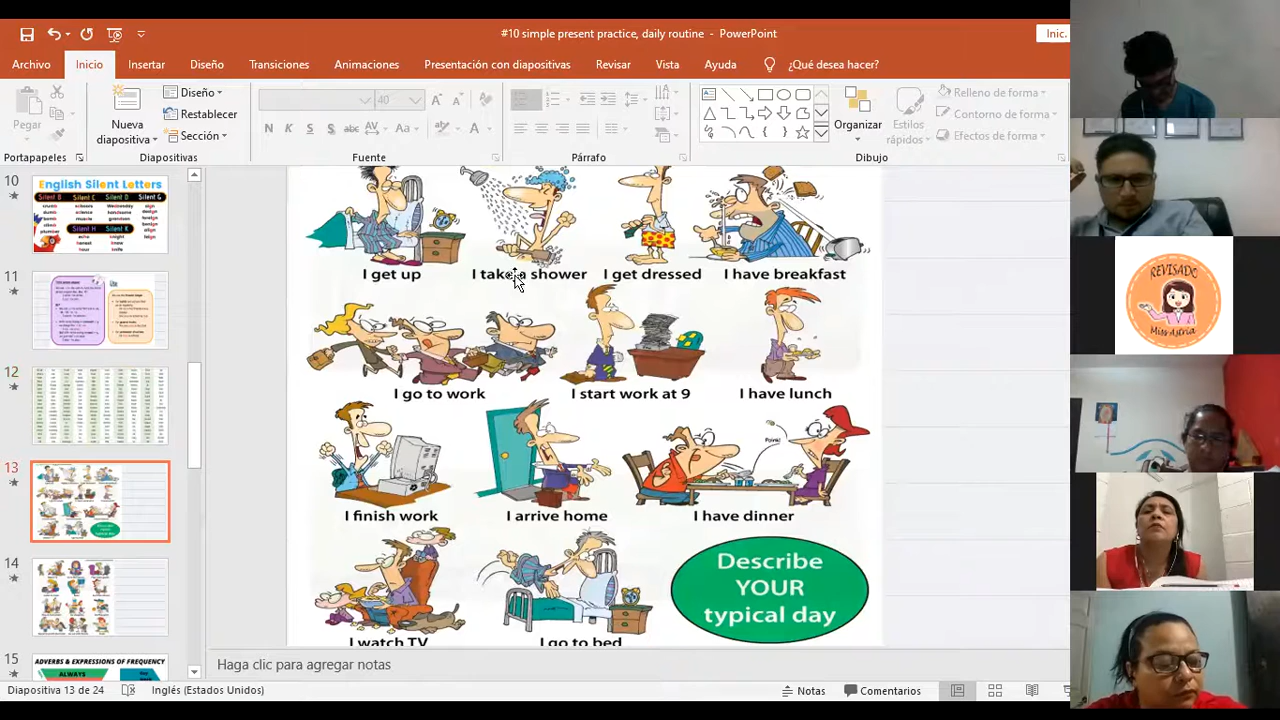 #10 simple present practice, daily routine - PowerPoint
Inic.
Archivo Inicio Insertar Diseño Transiciones Animaciones Presentación con diapositivas Revisar Vista Ayuda ¿Qué desea hacer?
Pegar
Nueva diapositiva
Diseño
Restablecer
Sección
40
Organizar
Estilos rápidos
Relleno de forma
Contorno de forma
Efectos de forma
Portapapeles Diapositivas Fuente Párrafo Dibujo
10
English Silent Letters
11
12
13
14
15
ADVERBS & EXPRESSIONS OF FREQUENCY
ALWAYS
I get up I take a shower I get dressed I have breakfast
I go to work I start work at 9 I have lunch
Poink!
I finish work I arrive home I have dinner
Describe
YOUR
typical day
I watch TV I go to bed
Haga clic para agregar notas
Diapositiva 13 de 24 Inglés (Estados Unidos) Notas Comentarios
REVISADO
Miss Astria